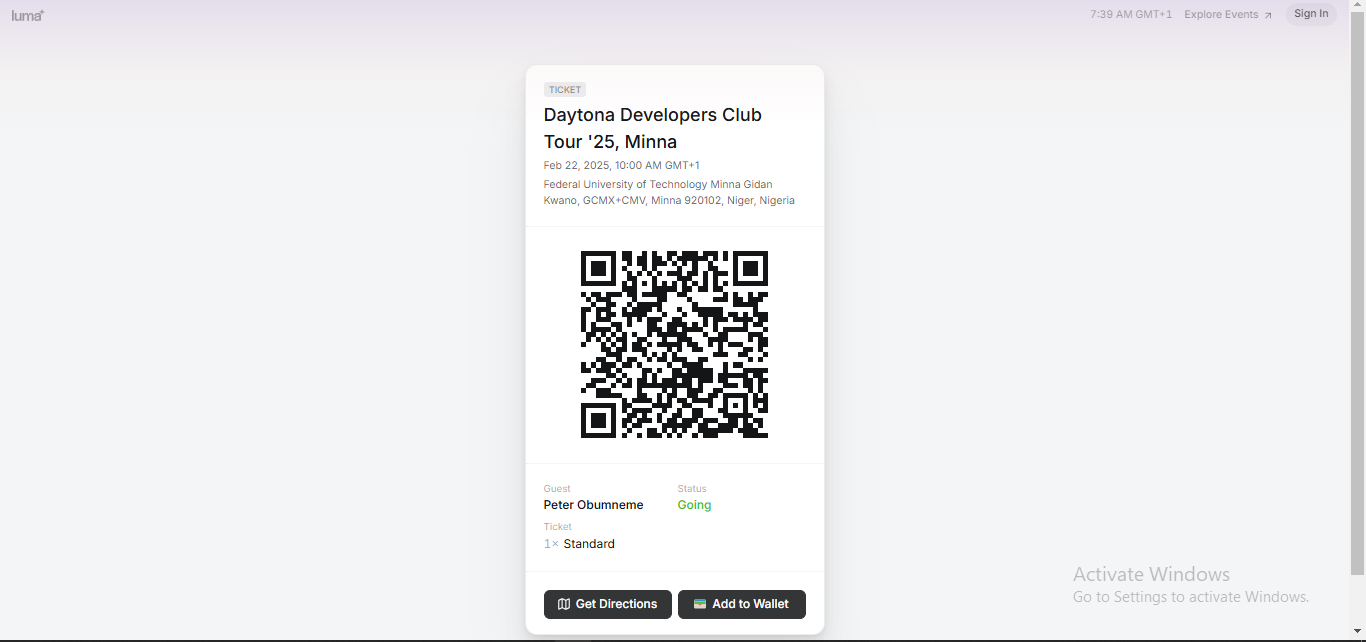 luma
7:39 AM GMT+1 Explore Events ↗ Sign In
TICKET
Daytona Developers Club
Tour '25, Minna
Feb 22, 2025, 10:00 AM GMT+1
Federal University of Technology Minna Gidan
Kwano, GCMX+CMV, Minna 920102, Niger, Nigeria
Guest Status
Peter Obumneme Going
Ticket
1× Standard
Get Directions Add to Wallet
Activate Windows
Go to Settings to activate Windows.